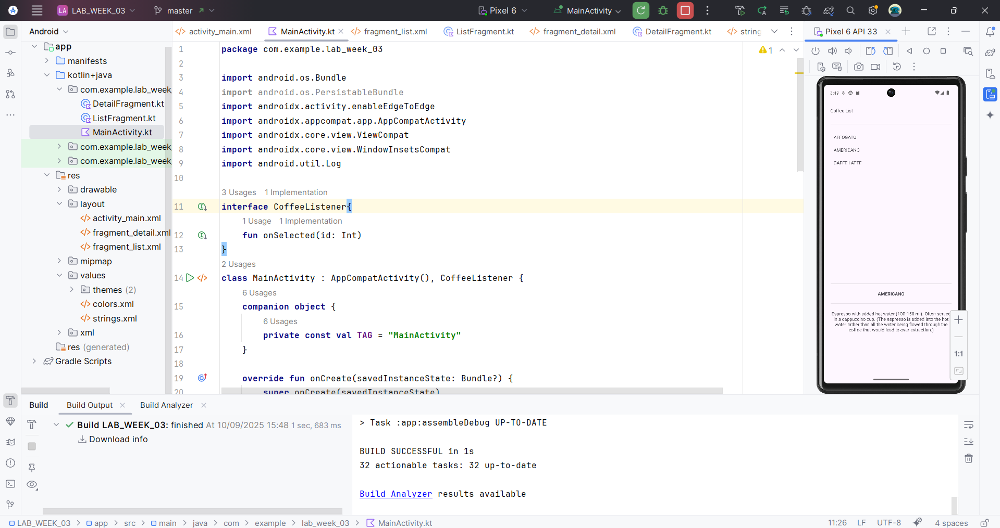 LA LAB_WEEK_03 master Pixel 6 MainActivity
Android
activity_main.xml MainActivity.kt fragment_list.xml ListFragment.kt fragment_detail.xml DetailFragment.kt string
Pixel 6 API 33
app
manifests
kotlin+java
com.example.lab_week_
DetailFragment.kt
ListFragment.kt
MainActivity.kt
com.example.lab_week_
com.example.lab_week_
res
drawable
layout
activity_main.xml
fragment_detail.xml
fragment_list.xml
mipmap
values
themes (2)
colors.xml
strings.xml
xml
res (generated)
Gradle Scripts
1 package com.example.lab_week_03
2
3 import android.os.Bundle
4 import android.os.PersistableBundle
5 import androidx.activity.enableEdgeToEdge
6 import androidx.appcompat.app.AppCompatActivity
7 import androidx.core.view.ViewCompat
8 import androidx.core.view.WindowInsetsCompat
9 import android.util.Log
10
3 Usages 1 Implementation
11 interface CoffeeListener{
1 Usage 1 Implementation
12 fun onSelected(id: Int)
13 }
2 Usages
14 class MainActivity : AppCompatActivity(), CoffeeListener {
6 Usages
15 companion object {
6 Usages
16 private const val TAG = "MainActivity"
17 }
18
19 override fun onCreate(savedInstanceState: Bundle?) {
20 super.onCreate(savedInstanceState)
1
3:49
Coffee List
AFFOGATO
AMERICANO
CAFFE LATTE
AMERICANO
Espresso with added hot water (100-150 ml). Often served
in a cappuccino cup. (The espresso is added into the hot
water rather than all the water being flowed through the
coffee that would lead to over extraction.)
1:1
Build Build Output Build Analyzer
Build LAB_WEEK_03: finished At 10/09/2025 15:48 1 sec, 683 ms
Download info
> Task :app:assembleDebug UP-TO-DATE
BUILD SUCCESSFUL in 1s
32 actionable tasks: 32 up-to-date
Build Analyzer results available
LAB_WEEK_03 > app > src > main > java > com > example > lab_week_03 > MainActivity.kt
11:26 LF UTF-8 4 spaces